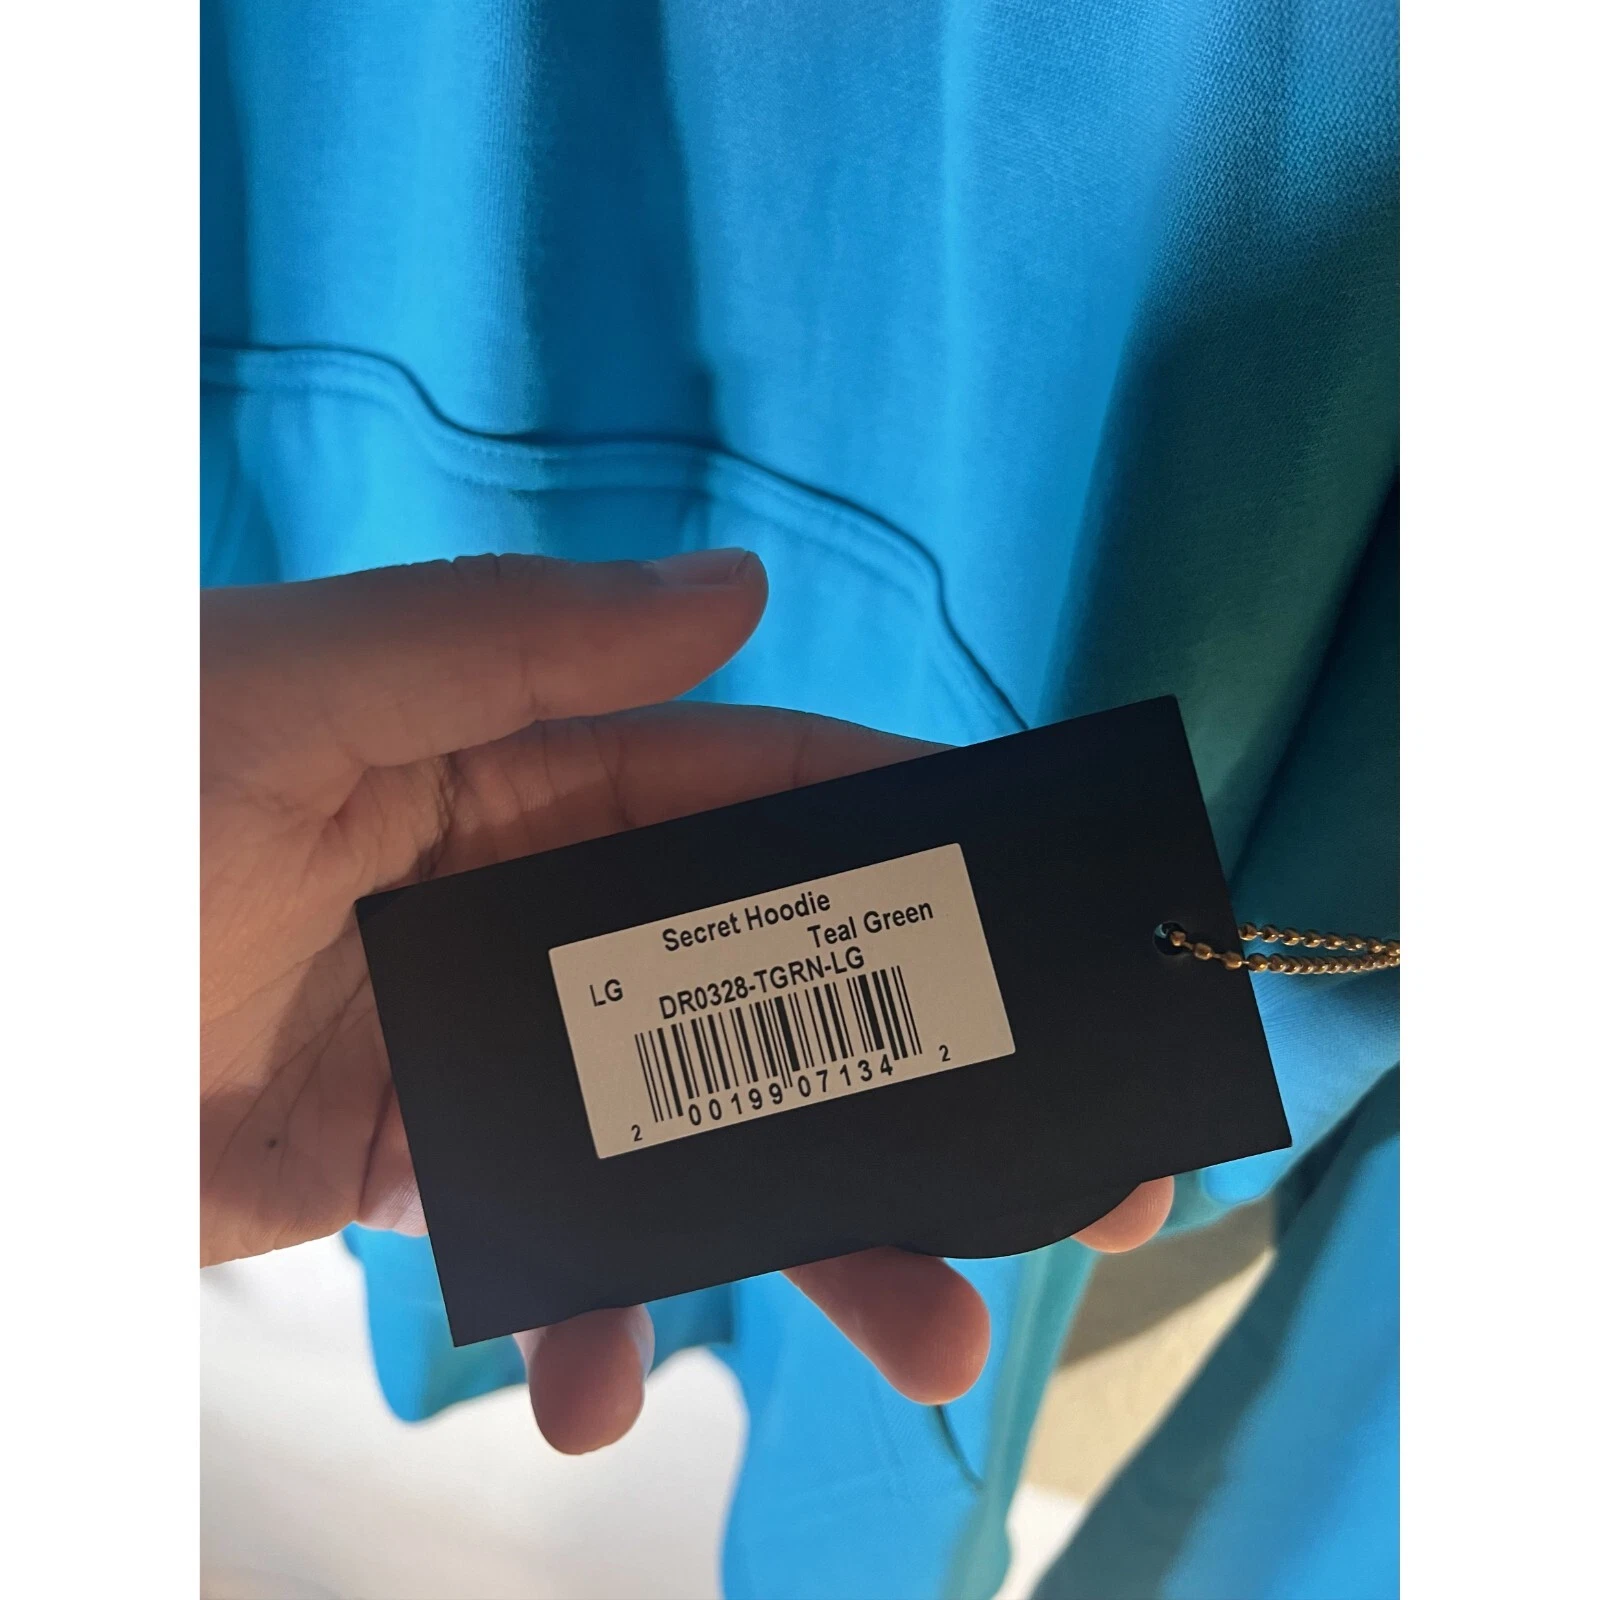 Secret Hoodie
Teal Green
LG
DR0328-TGRN-LG
2 00199 07134 2